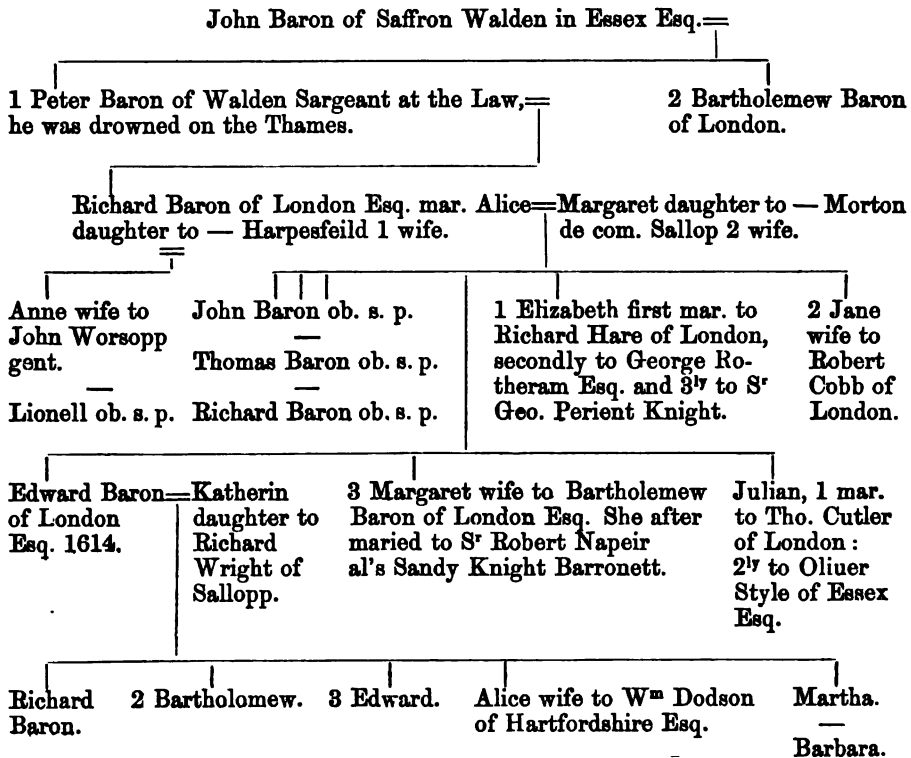 John Baron of Saffron Walden in Essex Esq.=
1 Peter Baron of Walden Sargeant at the Law,=
he was drowned on the Thames.
2 Bartholemew Baron
of London.
Richard Baron of London Esq. mar. Alice=Margaret daughter to — Morton
daughter to — Harpesfeild 1 wife.
de com. Sallop 2 wife.
=
Anne wife to
John Worsopp
gent.
—
Lionell ob. s. p.
John Baron ob. s. p.
—
Thomas Baron ob. s. p.
—
Richard Baron ob. s. p.
1 Elizabeth first mar. to
Richard Hare of London,
secondly to George Ro-
theram Esq. and 3ly to Sr
Geo. Perient Knight.
2 Jane
wife to
Robert
Cobb of
London.
Edward Baron=Katherin
of London
Esq. 1614.
daughter to
Richard
Wright of
Sallopp.
3 Margaret wife to Bartholemew
Baron of London Esq. She after
maried to Sr Robert Napeir
al's Sandy Knight Barronett.
Julian, 1 mar.
to Tho. Cutler
of London :
2ly to Oliuer
Style of Essex
Esq.
Richard
Baron.
2 Bartholomew.
3 Edward.
Alice wife to Wm Dodson
of Hartfordshire Esq.
Martha.
—
Barbara.